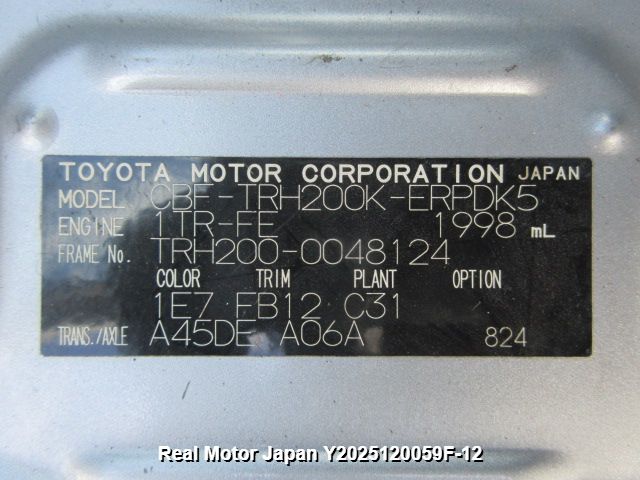 TOYOTA MOTOR CORPORATION JAPAN
MODEL CBF-TRH200K-ERPDK5
ENGINE 1TR-FE 1998 mL
FRAME No. TRH200-0048124
COLOR TRIM PLANT OPTION
1E7 FB12 C31
TRANS./AXLE A45DE A06A 824
Real Motor Japan Y2025120059F-12